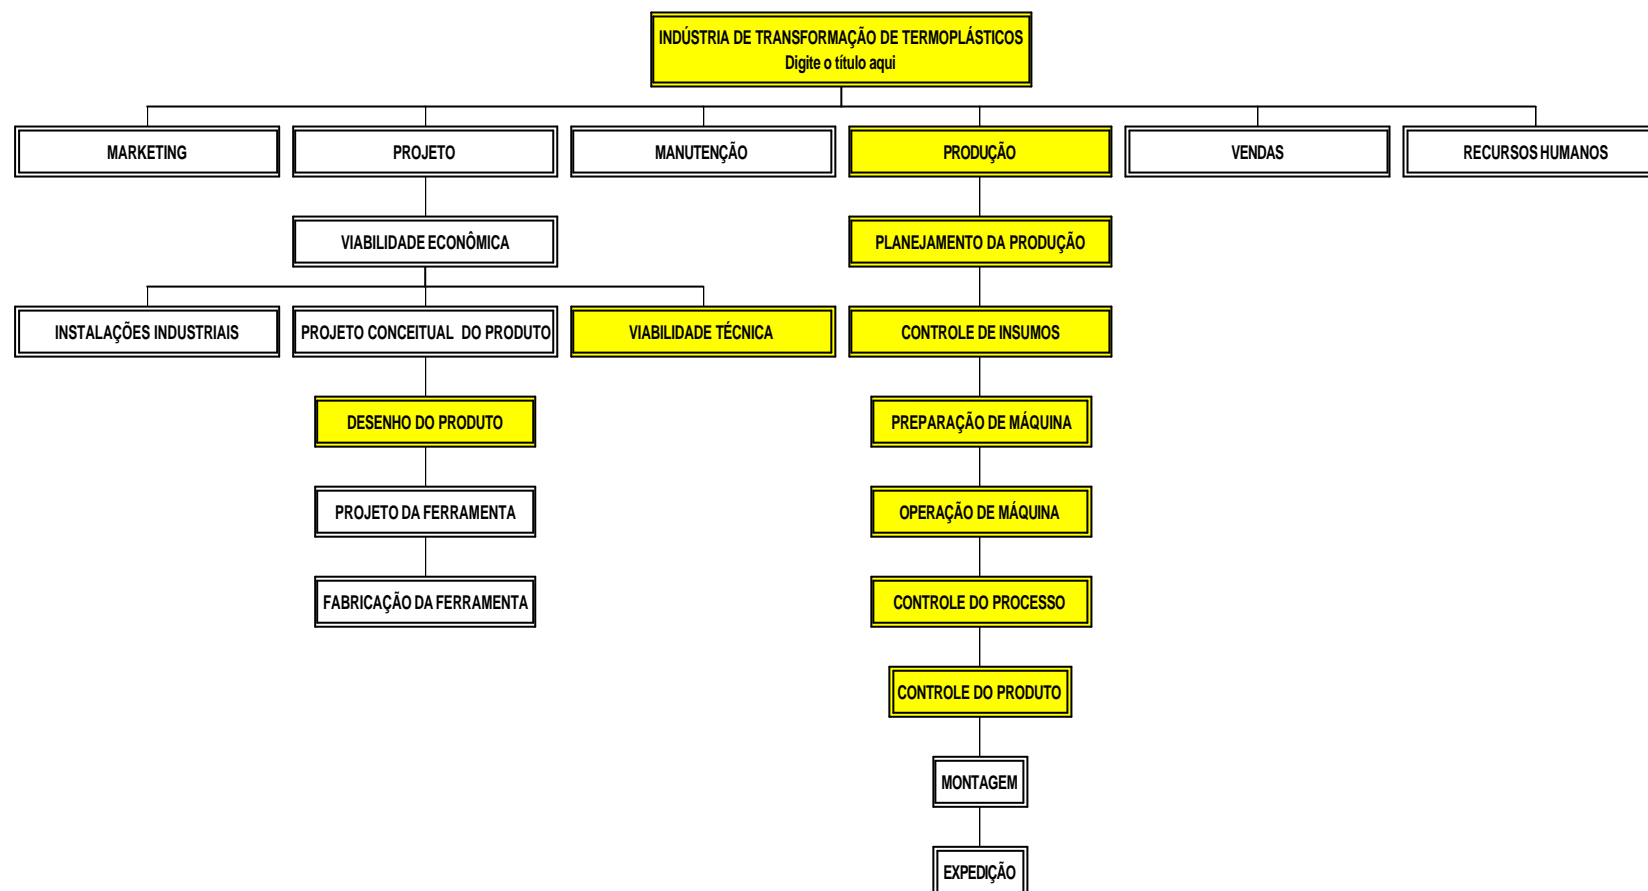 INDÚSTRIA DE TRANSFORMAÇÃO DE TERMOPLÁSTICOS
Digite o título aqui
MARKETING
PROJETO
MANUTENÇÃO
PRODUÇÃO
VENDAS
RECURSOS HUMANOS
VIABILIDADE ECONÔMICA
PLANEJAMENTO DA PRODUÇÃO
INSTALAÇÕES INDUSTRIAIS
PROJETO CONCEITUAL DO PRODUTO
VIABILIDADE TÉCNICA
CONTROLE DE INSUMOS
DESENHO DO PRODUTO
PREPARAÇÃO DE MÁQUINA
PROJETO DA FERRAMENTA
OPERAÇÃO DE MÁQUINA
FABRICAÇÃO DA FERRAMENTA
CONTROLE DO PROCESSO
CONTROLE DO PRODUTO
MONTAGEM
EXPEDIÇÃO